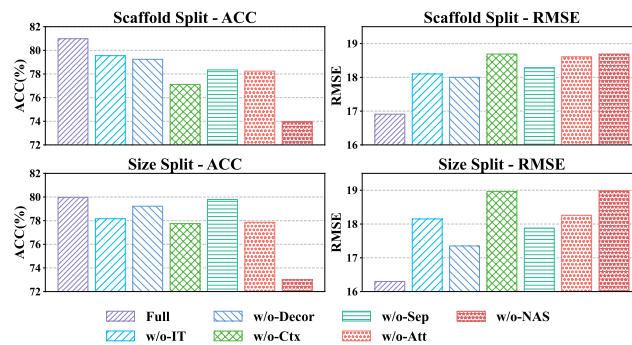 Scaffold Split - ACC
Scaffold Split - RMSE
82
80
78
76
74
72
ACC(%)
19
18
17
16
RMSE
Size Split - ACC
Size Split - RMSE
82
80
78
76
74
72
ACC(%)
19
18
17
16
RMSE
Full
w/o-Decor
w/o-Sep
w/o-NAS
w/o-IT
w/o-Ctx
w/o-Att